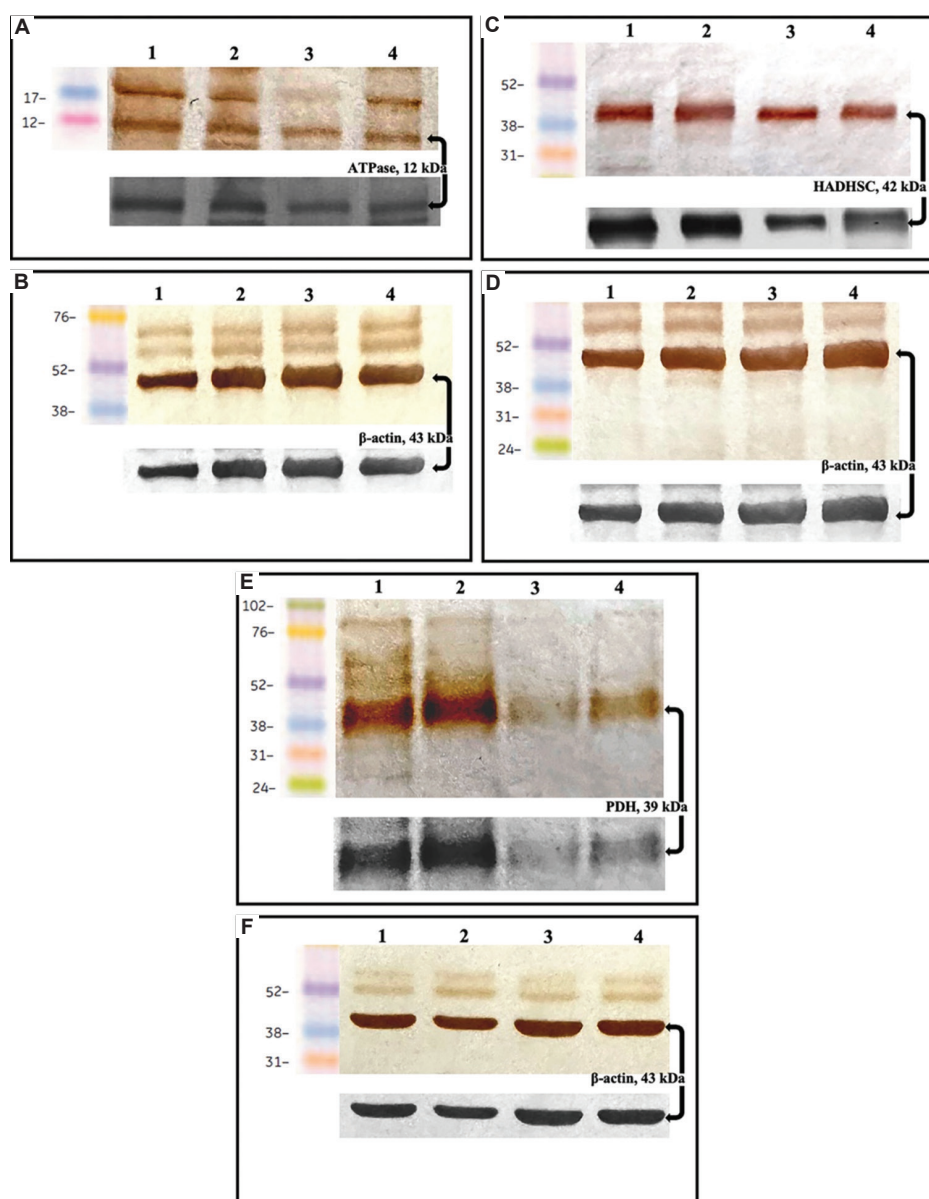 A
1 2 3 4
17–
12–
ATPase, 12 kDa
C
1 2 3 4
52–
38–
31–
HADHSC, 42 kDa
B
1 2 3 4
76–
52–
38–
β-actin, 43 kDa
D
1 2 3 4
52–
38–
31–
24–
β-actin, 43 kDa
E
1 2 3 4
102–
76–
52–
38–
31–
24–
PDH, 39 kDa
F
1 2 3 4
52–
38–
31–
β-actin, 43 kDa